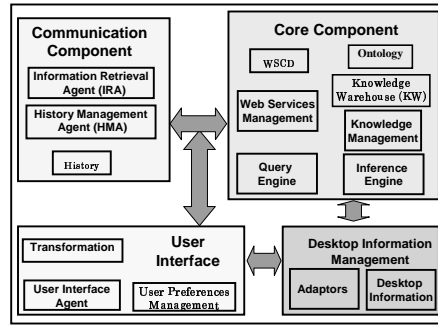 Communication
Component
Information Retrieval
Agent (IRA)
History Management
Agent (HMA)
History
Core Component
WSCD
Ontology
Knowledge
Warehouse (KW)
Web Services
Management
Knowledge
Management
Query
Engine
Inference
Engine
Transformation
User
Interface
User Interface
Agent
User Preferences
Management
Desktop Information
Management
Adaptors
Desktop
Information